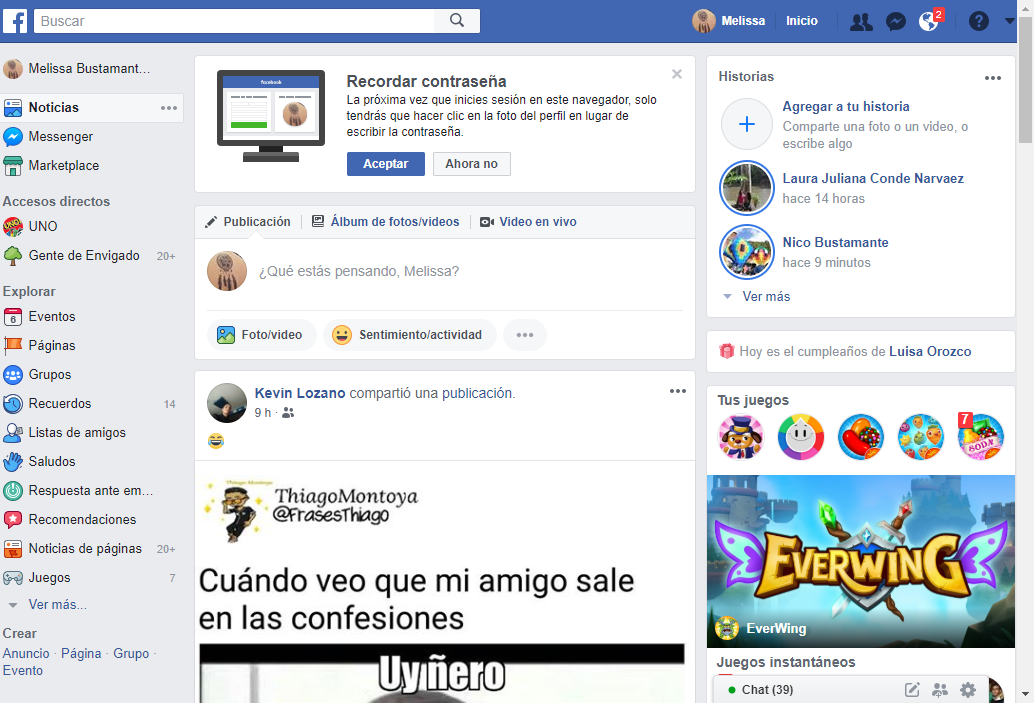 Buscar
Melissa
Inicio
2
Melissa Bustamant...
Noticias
Messenger
Marketplace
Accesos directos
UNO
Gente de Envigado 20+
Explorar
6
Eventos
Páginas
Grupos
Recuerdos 14
Listas de amigos
Saludos
Respuesta ante em...
Recomendaciones
Noticias de páginas 20+
Juegos 7
Ver más...
Crear
Anuncio · Página · Grupo ·
Evento
facebook
Recordar contraseña
La próxima vez que inicies sesión en este navegador, solo
tendrás que hacer clic en la foto del perfil en lugar de
escribir la contraseña.
Aceptar
Ahora no
Publicación
Álbum de fotos/videos
Video en vivo
¿Qué estás pensando, Melissa?
Foto/video
Sentimiento/actividad
Kevin Lozano compartió una publicación.
9 h ·
Thiago Montoya
ThiagoMontoya
@FrasesThiago
Cuándo veo que mi amigo sale
en las confesiones
Uy ñero
Historias
Agregar a tu historia
Comparte una foto o un video, o
escribe algo
Laura Juliana Conde Narvaez
hace 14 horas
Nico Bustamante
hace 9 minutos
Ver más
Hoy es el cumpleaños de Luisa Orozco
Tus juegos
7
SODA
EVERWING
EverWing
Juegos instantáneos
Chat (39)